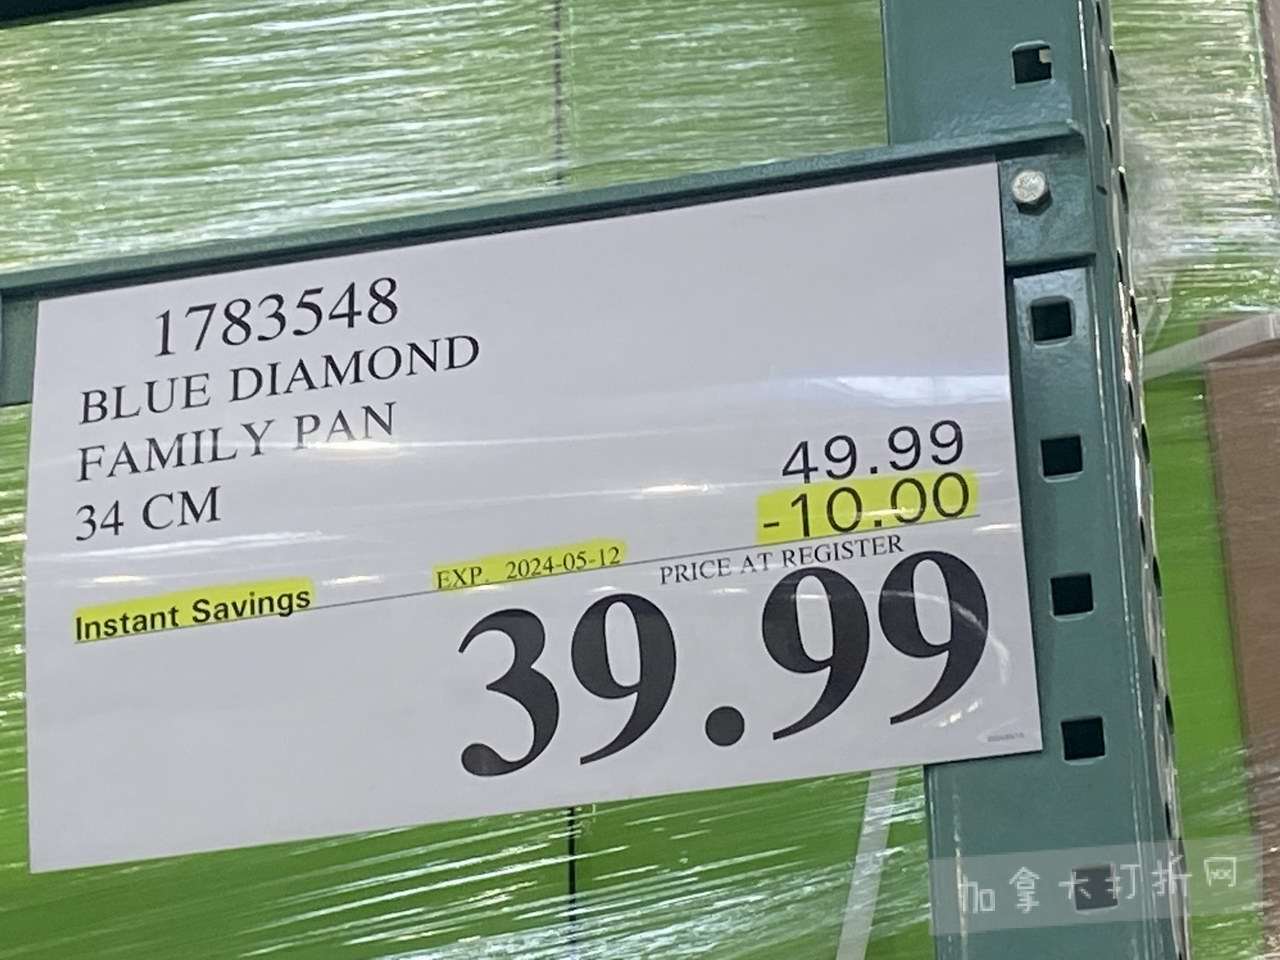 1783548
BLUE DIAMOND
FAMILY PAN
34 CM
49.99
-10.00
Instant Savings
EXP. 2024-05-12
PRICE AT REGISTER
39.99
加拿大打折网